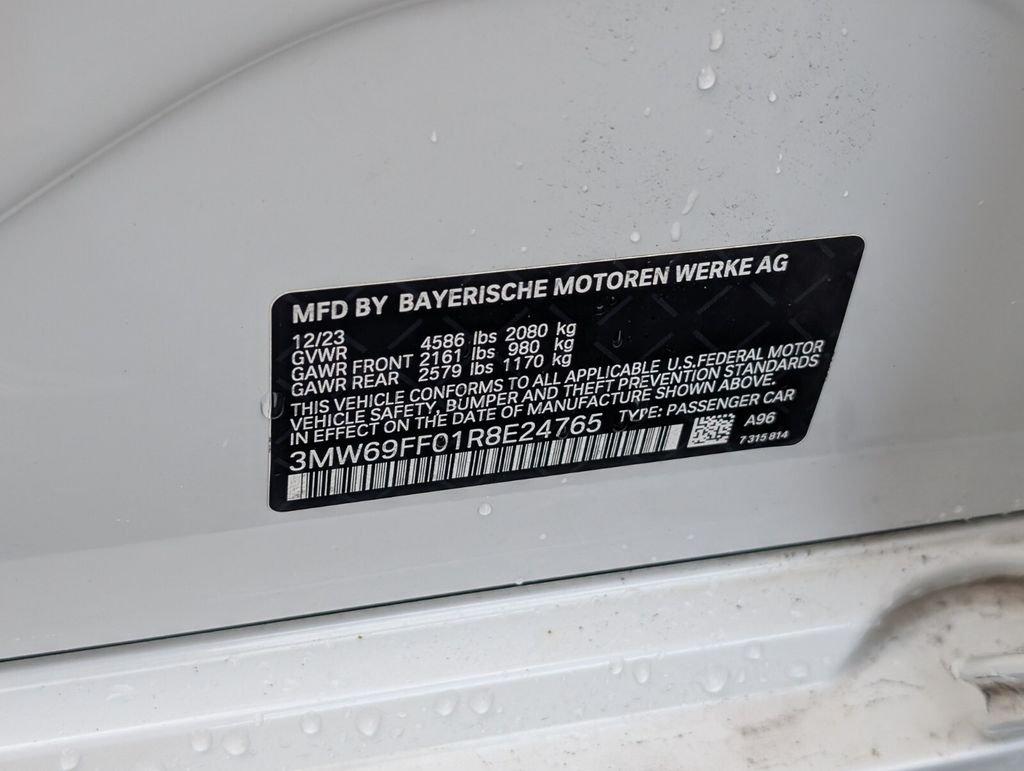 MFD BY BAYERISCHE MOTOREN WERKE AG
12/23
GVWR 4586 lbs 2080 kg
GAWR FRONT 2161 lbs 980 kg
GAWR REAR 2579 lbs 1170 kg
THIS VEHICLE CONFORMS TO ALL APPLICABLE U.S.FEDERAL MOTOR
VEHICLE SAFETY, BUMPER AND THEFT PREVENTION STANDARDS
IN EFFECT ON THE DATE OF MANUFACTURE SHOWN ABOVE.
3MW69FF01R8E24765 TYPE: PASSENGER CAR
A96
7 315 814